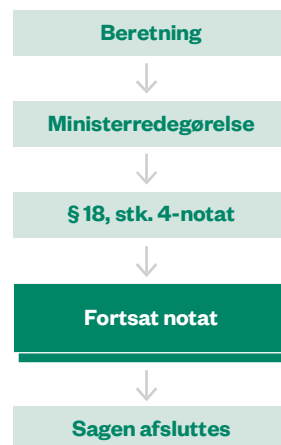 Beretning
Ministerredegørelse
§ 18, stk. 4-notat
Fortsat notat
Sagen afsluttes